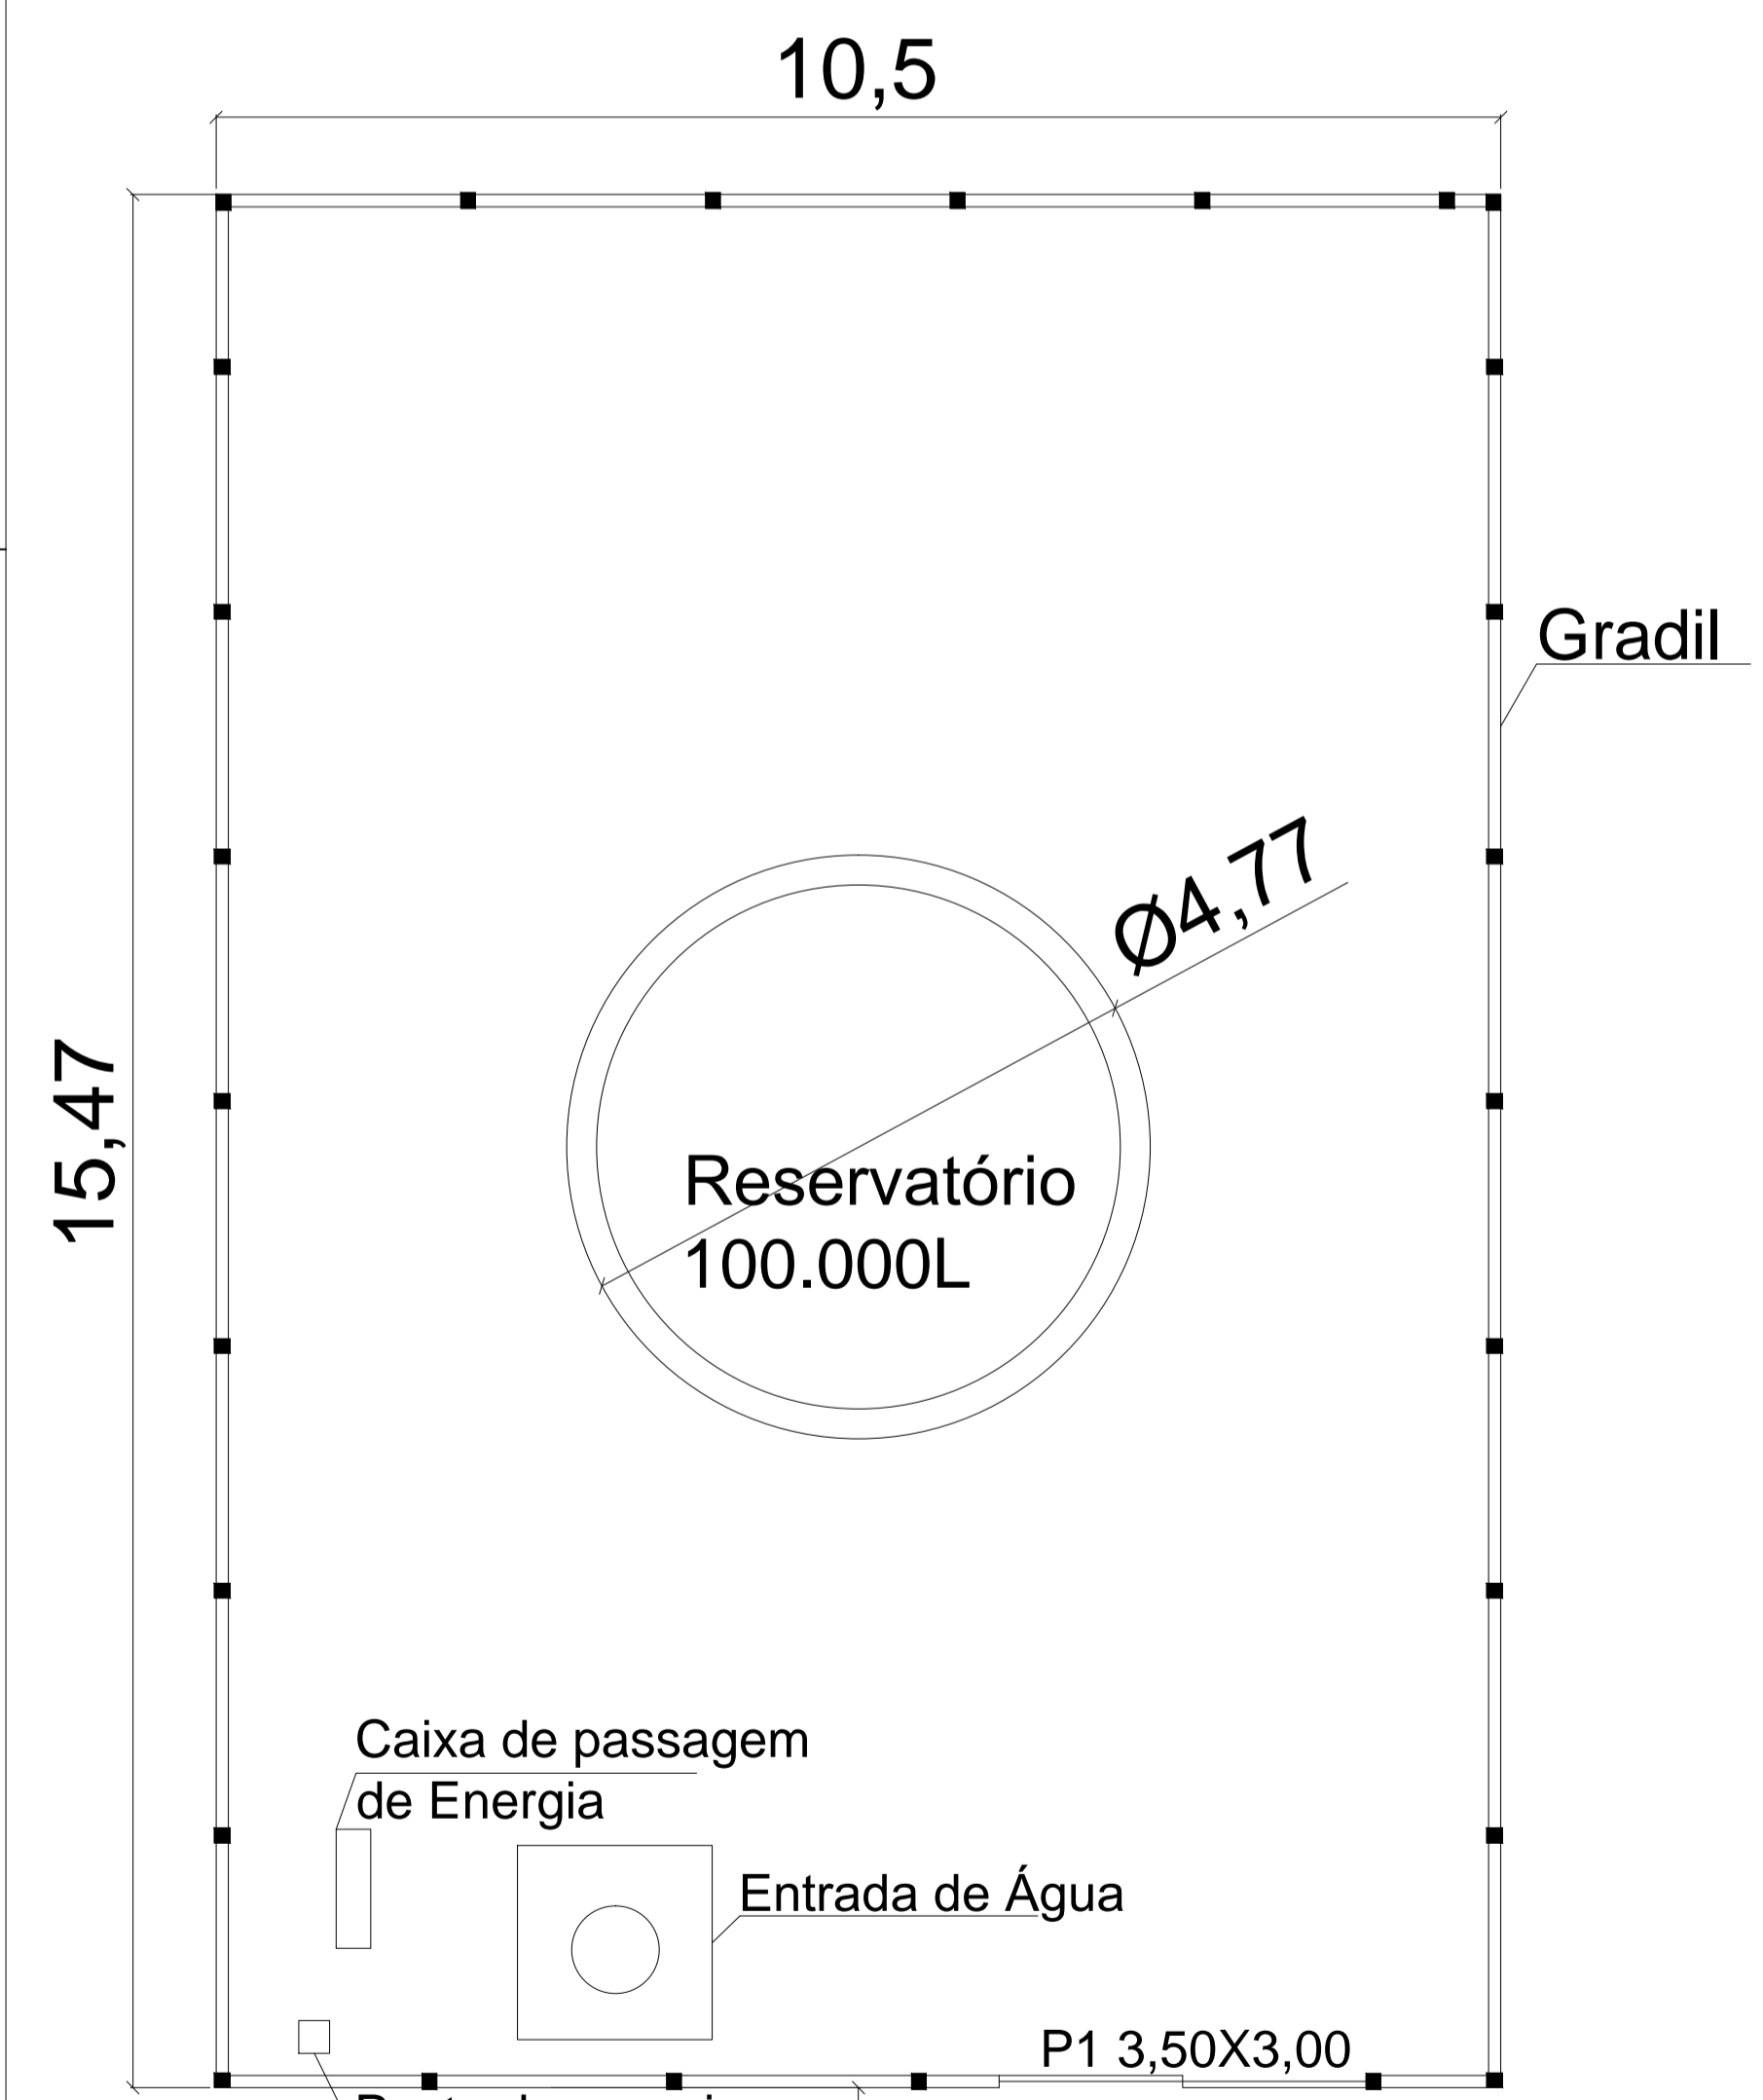 10,5
Gradil
Ø4,77
15,47
Reservatório
100.000L
Caixa de passagem
de Energia
Entrada de Água
P1 3,50X3,00